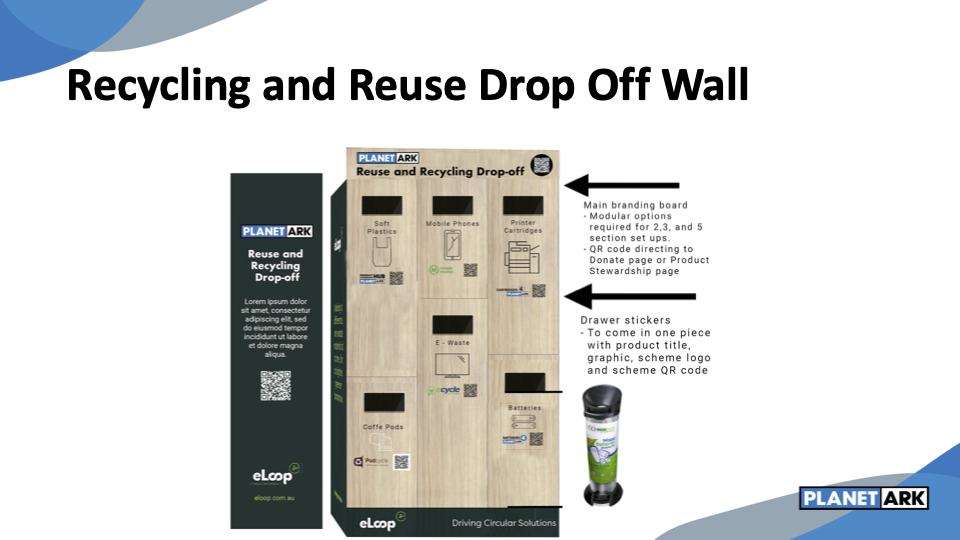 Recycling and Reuse Drop Off Wall
PLANET ARK
Reuse and
Recycling
Drop-off
Lorem ipsum dolor
sit amet, consectetur
adipiscing elit, sed
do eiusmod tempor
incididunt ut labore
et dolore magna
aliqua.
eLoop
eloop.com.au
PLANET ARK
Reuse and Recycling Drop-off
Soft
Plastics
Mobile Phones
Printer
Cartridges
E - Waste
Coffe Pods
Podcycle
Batteries
eLoop
Driving Circular Solutions
Main branding board
- Modular options
required for 2,3, and 5
section set ups.
- QR code directing to
Donate page or Product
Stewardship page
Drawer stickers
- To come in one piece
with product title,
graphic, scheme logo
and scheme QR code
PLANET ARK